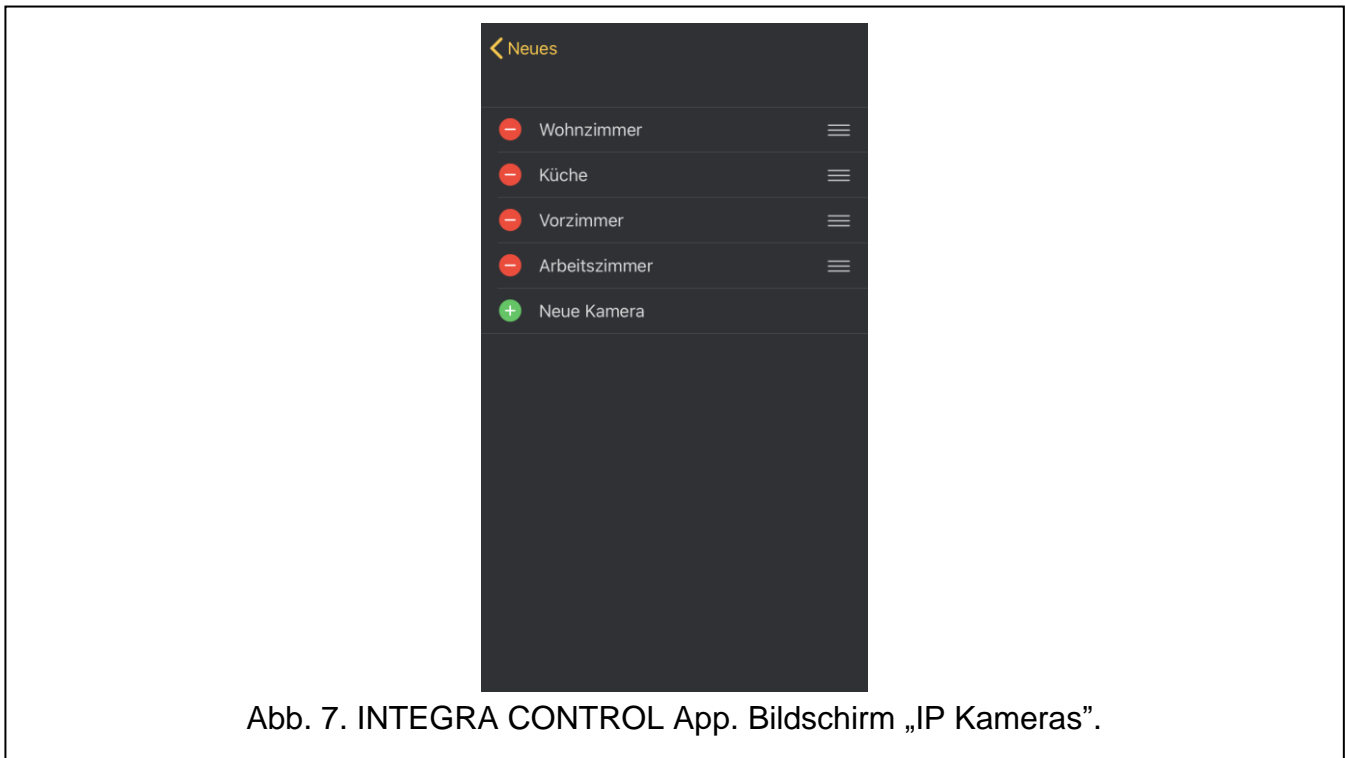 Neues
Wohnzimmer
Küche
Vorzimmer
Arbeitszimmer
Neue Kamera
Abb. 7. INTEGRA CONTROL App. Bildschirm „IP Kameras”.